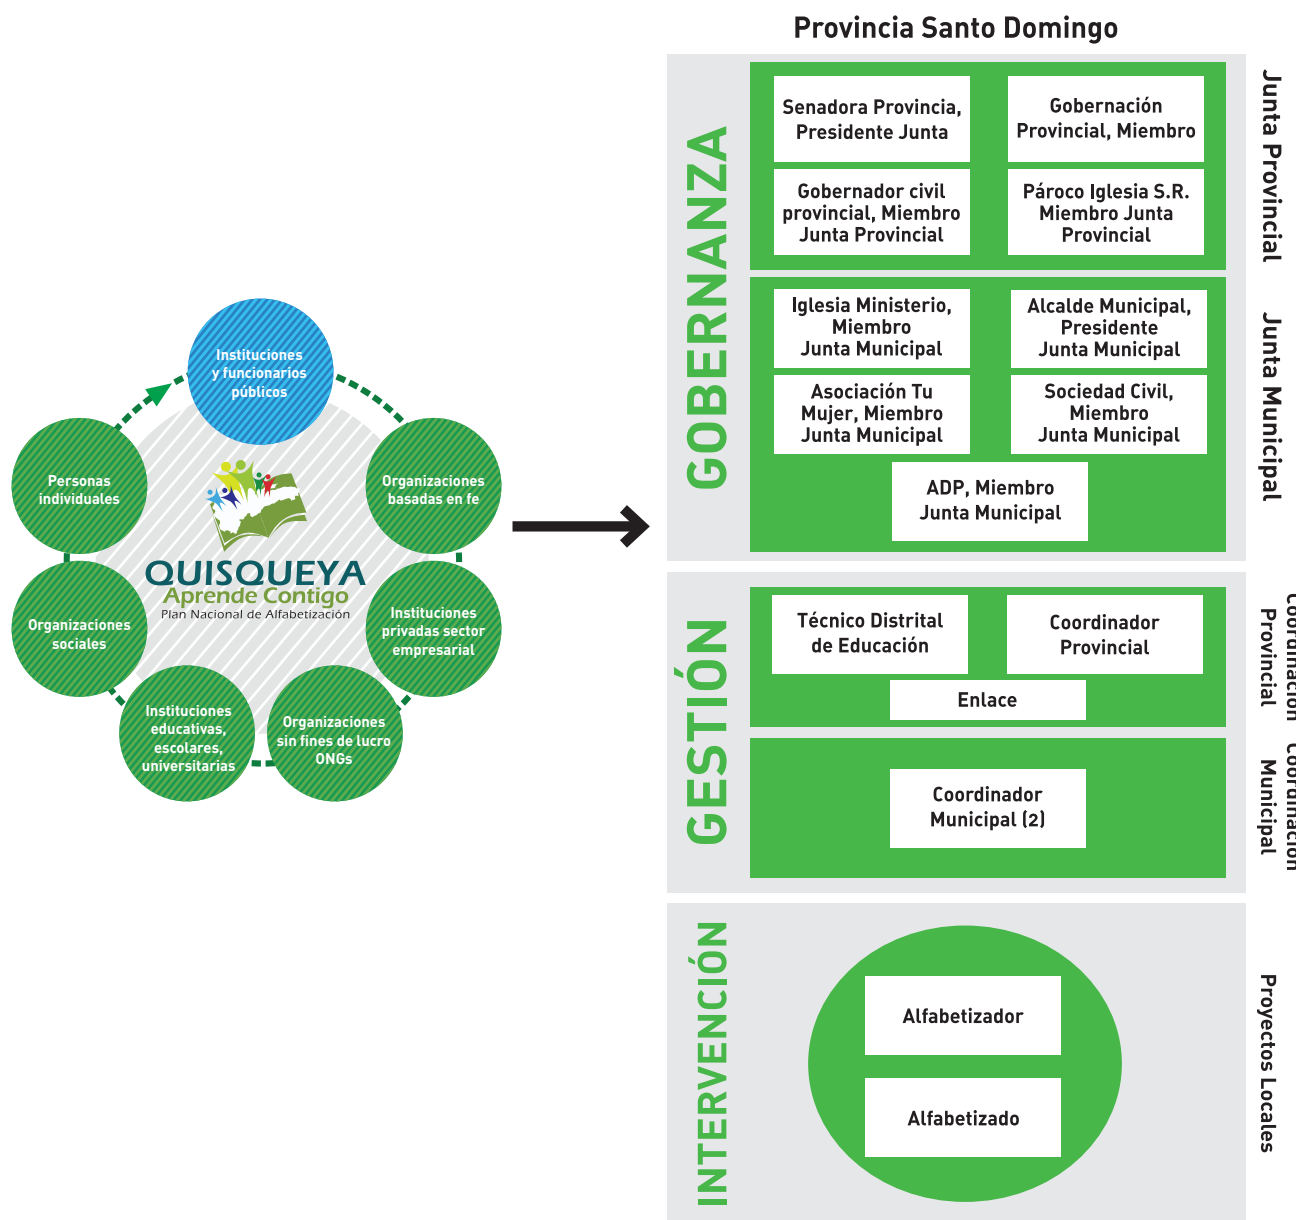 Provincia Santo Domingo
Instituciones
y funcionarios
públicos
Organizaciones
basadas en fe
Instituciones
privadas sector
empresarial
Organizaciones
sin fines de lucro
ONGs
Instituciones
educativas,
escolares,
universitarias
Organizaciones
sociales
Personas
individuales
QUISQUEYA
Aprende Contigo
Plan Nacional de Alfabetización
GOBERNANZA
Junta Provincial
Senadora Provincia,
Presidente Junta
Gobernación
Provincial, Miembro
Gobernador civil
provincial, Miembro
Junta Provincial
Pároco Iglesia S.R.
Miembro Junta
Provincial
Junta Municipal
Iglesia Ministerio,
Miembro
Junta Municipal
Alcalde Municipal,
Presidente
Junta Municipal
Asociación Tu
Mujer, Miembro
Junta Municipal
Sociedad Civil,
Miembro
Junta Municipal
ADP, Miembro
Junta Municipal
GESTIÓN
Coordinación
Provincial
Técnico Distrital
de Educación
Coordinador
Provincial
Enlace
Coordinación
Municipal
Coordinador
Municipal (2)
INTERVENCIÓN
Proyectos Locales
Alfabetizador
Alfabetizado